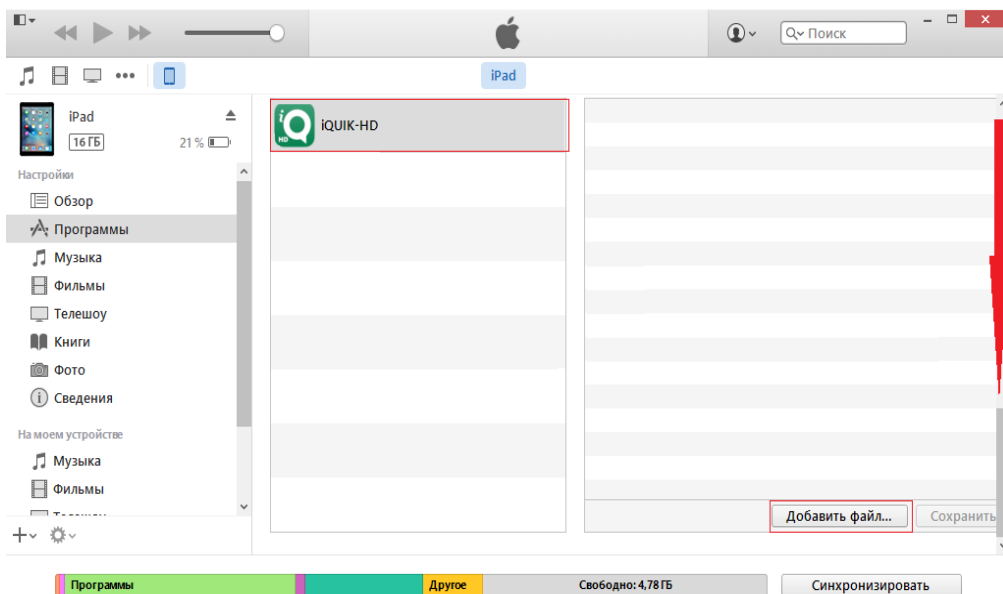 Поиск
iPad
iPad
16 ГБ
21 %
iQUIK-HD
HD
Настройки
Обзор
Программы
Музыка
Фильмы
Телешоу
Книги
Фото
Сведения
На моем устройстве
Музыка
Фильмы
Добавить файл...
Сохранить
Программы
Другое
Свободно: 4,78 ГБ
Синхронизировать